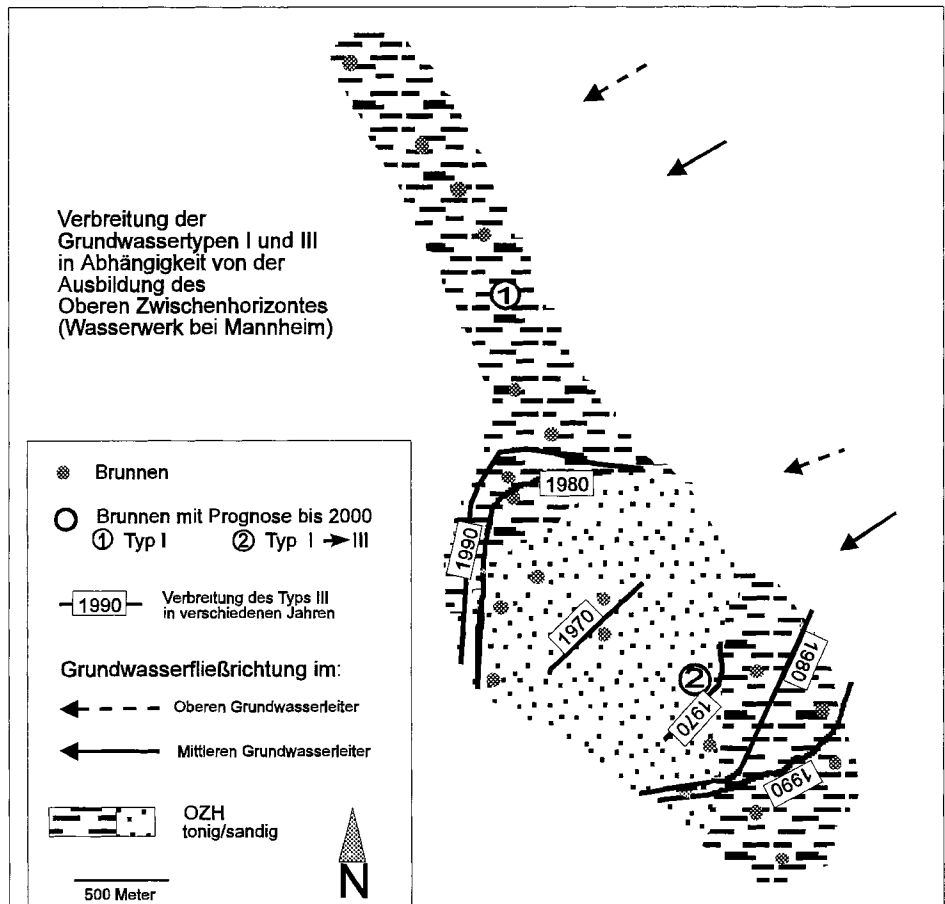 Verbreitung der
Grundwassertypen I und III
in Abhängigkeit von der
Ausbildung des
Oberen Zwischenhorizontes
(Wasserwerk bei Mannheim)
1
1980
1990
1970
2
1970
1980
1990
Brunnen
Brunnen mit Prognose bis 2000
1 Typ I 2 Typ I → III
1990 Verbreitung des Typs III
in verschiedenen Jahren
Grundwasserfließrichtung im:
Oberen Grundwasserleiter
Mittleren Grundwasserleiter
OZH
tonig/sandig
500 Meter
N